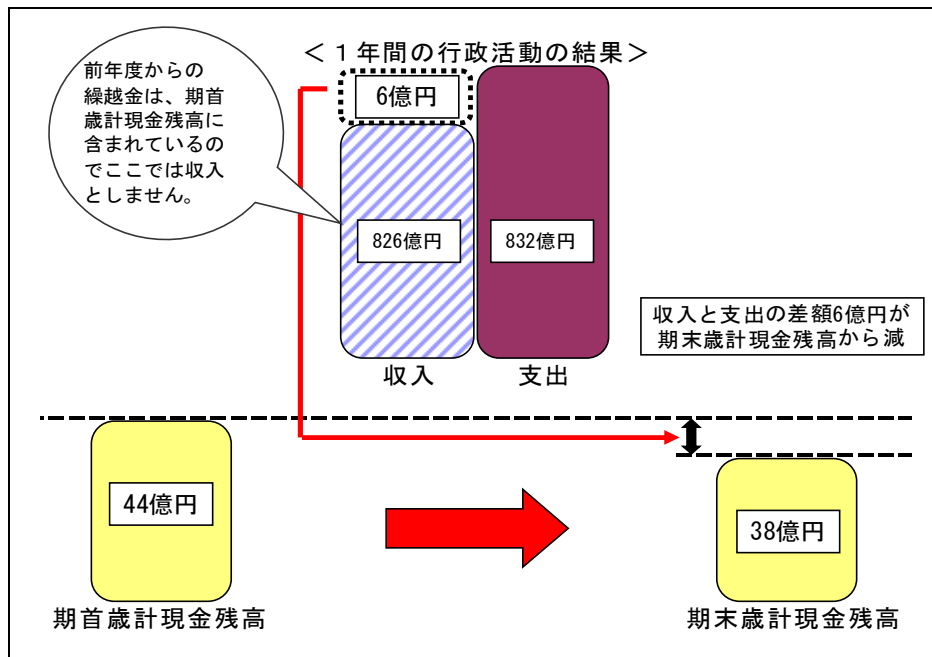 ＜１年間の行政活動の結果＞
前年度からの
繰越金は、期首
歳計現金残高に
含まれているの
でここでは収入
としません。
6億円
826億円
832億円
収入と支出の差額6億円が
期末歳計現金残高から減
収入
支出
44億円
38億円
期首歳計現金残高
期末歳計現金残高